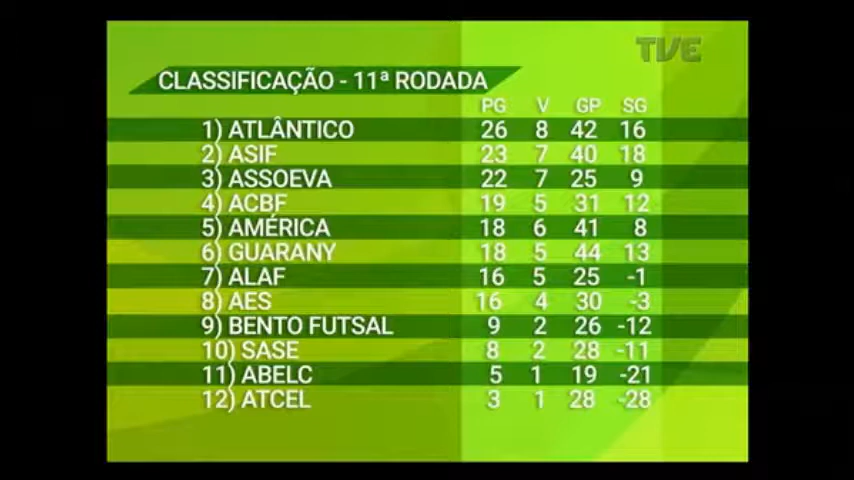 TVE
CLASSIFICAÇÃO - 11ª RODADA
PG V GP SG
1) ATLÂNTICO 26 8 42 16
2) ASIF 23 7 40 18
3) ASSOEVA 22 7 25 9
4) ACBF 19 5 31 12
5) AMÉRICA 18 6 41 8
6) GUARANY 18 5 44 13
7) ALAF 16 5 25 -1
8) AES 16 4 30 -3
9) BENTO FUTSAL 9 2 26 -12
10) SASE 8 2 28 -11
11) ABELC 5 1 19 -21
12) ATCEL 3 1 28 -28